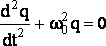 d²q/dt² + ω₀²q = 0